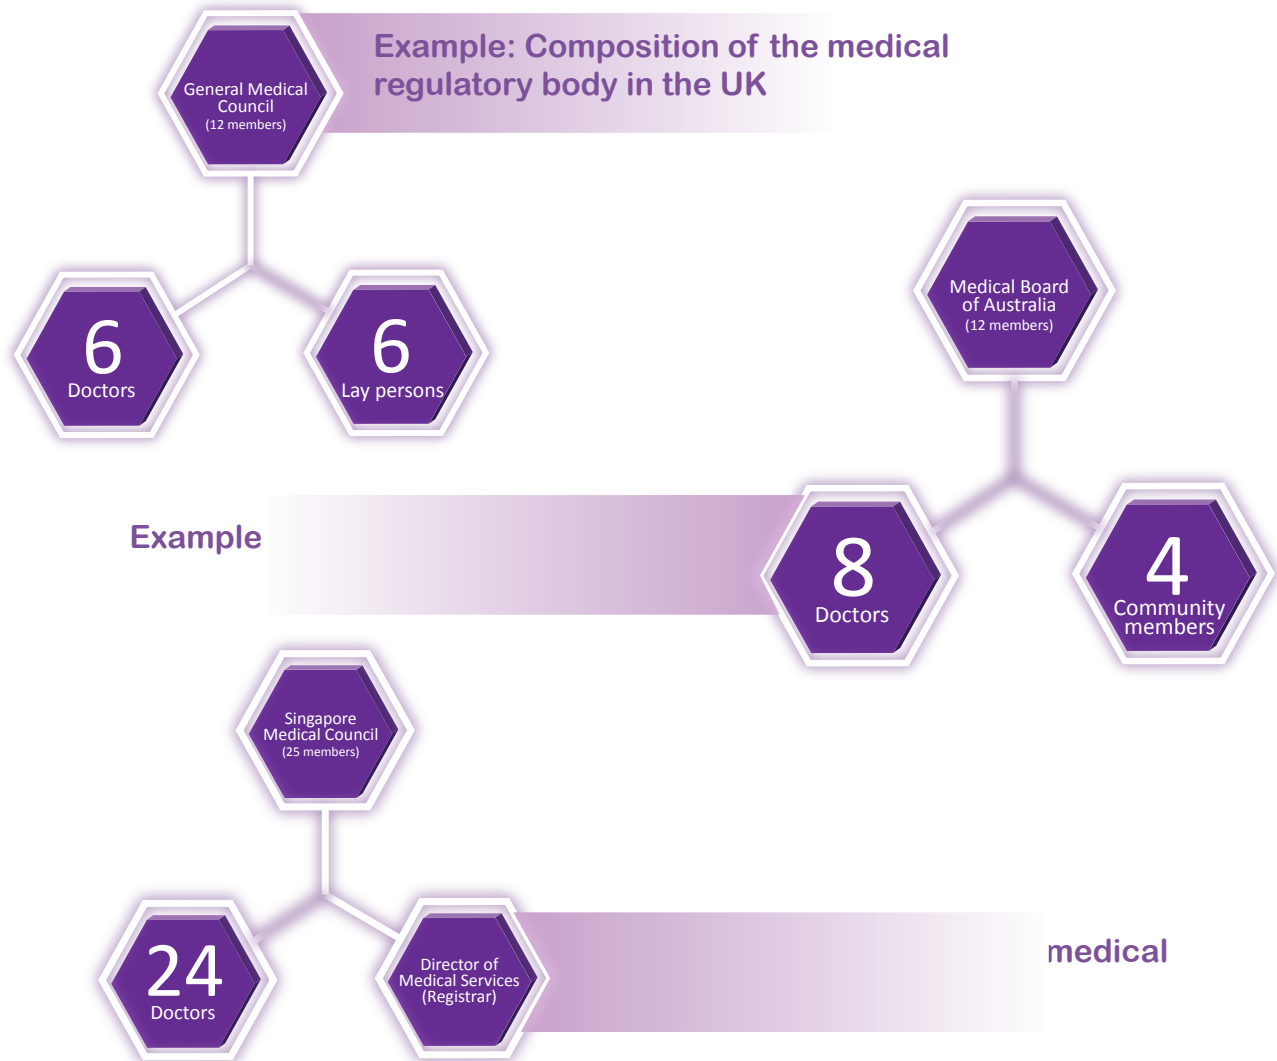 General Medical
Council
(12 members)
Example: Composition of the medical
regulatory body in the UK
6
Doctors
6
Lay persons
Medical Board
of Australia
(12 members)
Example
8
Doctors
4
Community
members
Singapore
Medical Council
(25 members)
24
Doctors
Director of
Medical Services
(Registrar)
medical